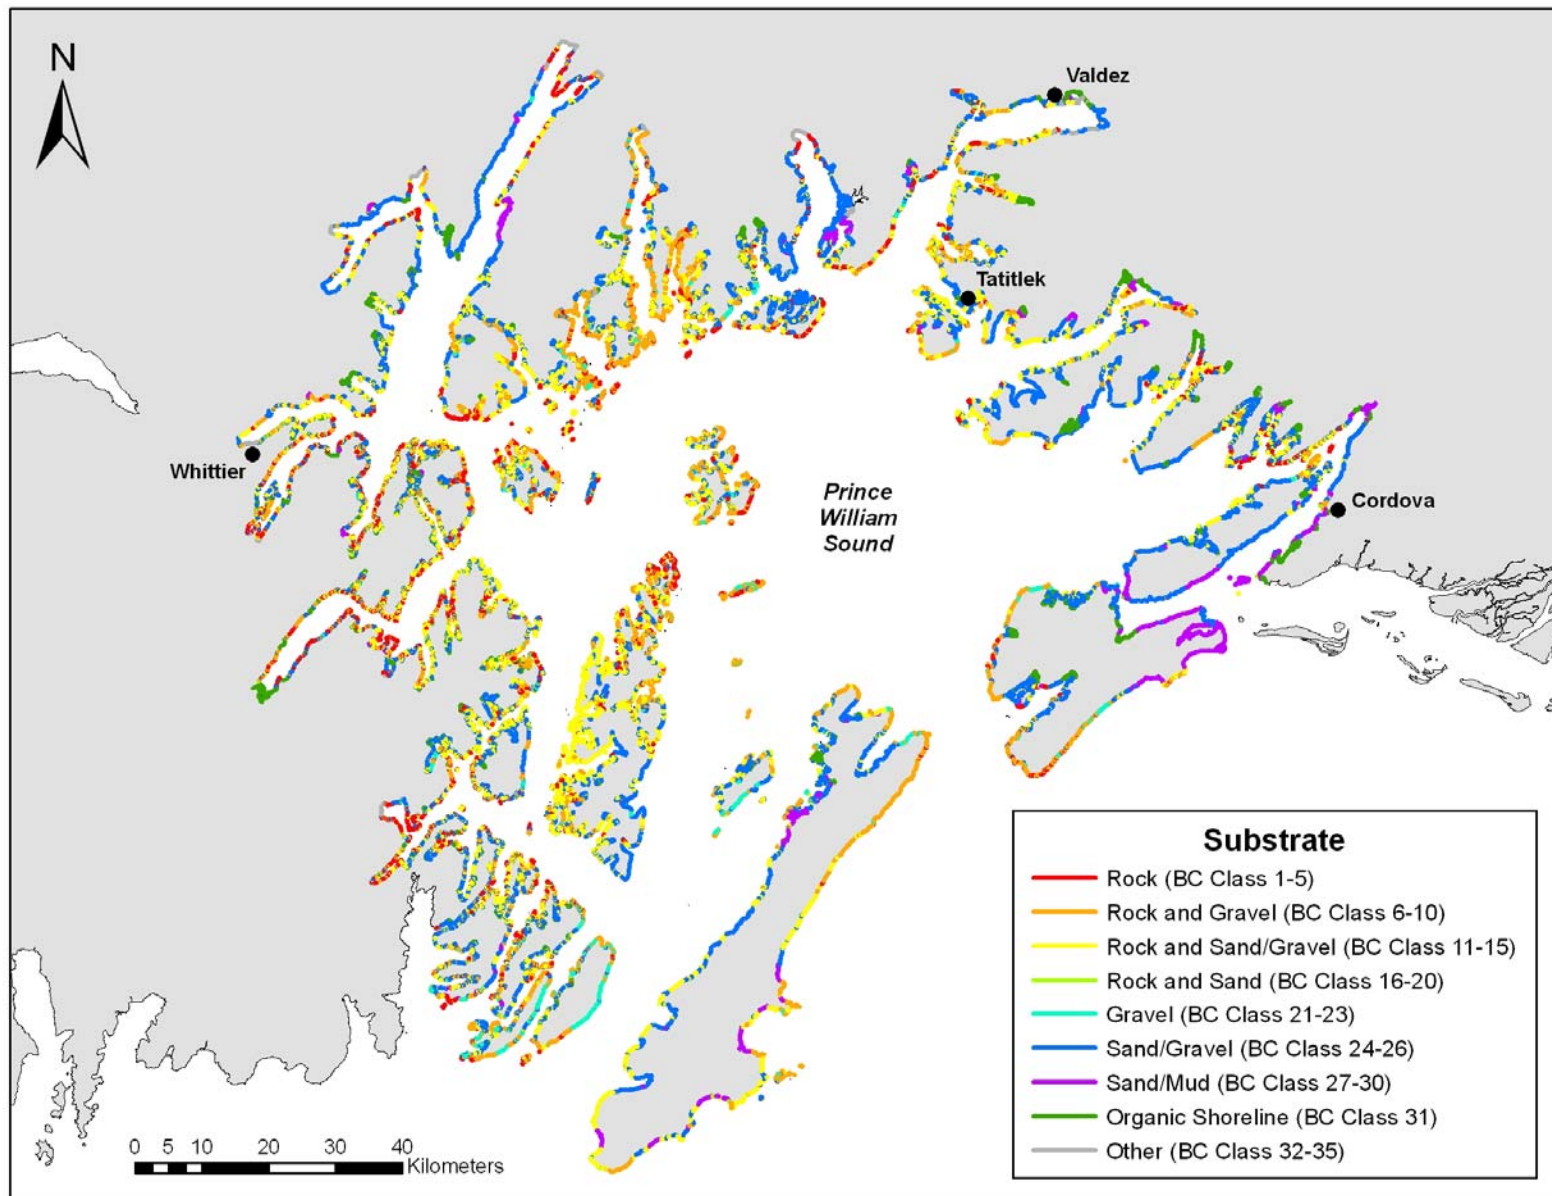 N
Valdez
Tatitlek
Whittier
Prince
William
Sound
Cordova
Substrate
Rock (BC Class 1-5)
Rock and Gravel (BC Class 6-10)
Rock and Sand/Gravel (BC Class 11-15)
Rock and Sand (BC Class 16-20)
Gravel (BC Class 21-23)
Sand/Gravel (BC Class 24-26)
Sand/Mud (BC Class 27-30)
Organic Shoreline (BC Class 31)
Other (BC Class 32-35)
0 5 10 20 30 40
Kilometers